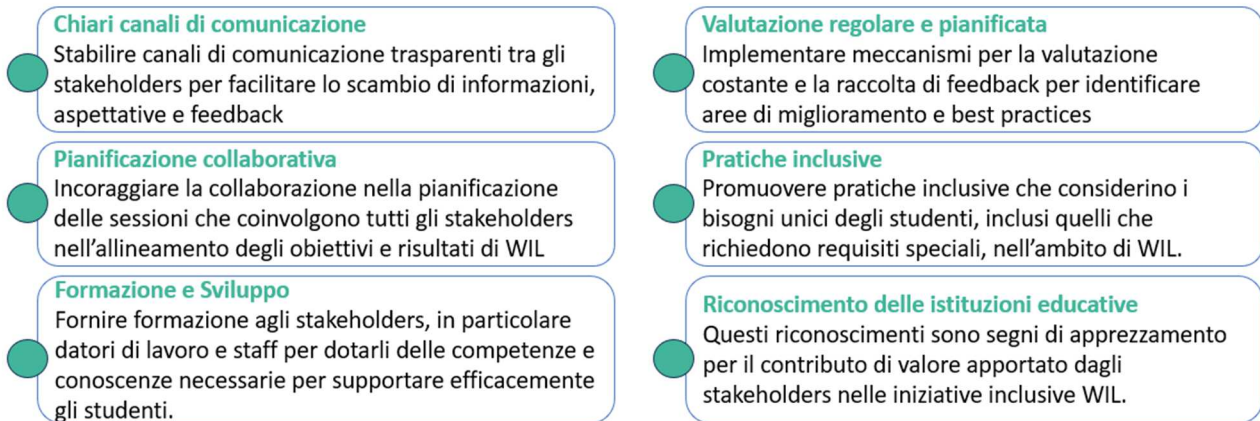 Chiari canali di comunicazione
Stabilire canali di comunicazione trasparenti tra gli
stakeholders per facilitare lo scambio di informazioni,
aspettative e feedback
Pianificazione collaborativa
Incoraggiare la collaborazione nella pianificazione
delle sessioni che coinvolgono tutti gli stakeholders
nell'allineamento degli obiettivi e risultati di WIL
Formazione e Sviluppo
Fornire formazione agli stakeholders, in particolare
datori di lavoro e staff per dotarli delle competenze e
conoscenze necessarie per supportare efficacemente
gli studenti.
Valutazione regolare e pianificata
Implementare meccanismi per la valutazione
costante e la raccolta di feedback per identificare
aree di miglioramento e best practices
Pratiche inclusive
Promuovere pratiche inclusive che considerino i
bisogni unici degli studenti, inclusi quelli che
richiedono requisiti speciali, nell'ambito di WIL.
Riconoscimento delle istituzioni educative
Questi riconoscimenti sono segni di apprezzamento
per il contributo di valore apportato dagli
stakeholders nelle iniziative inclusive WIL.